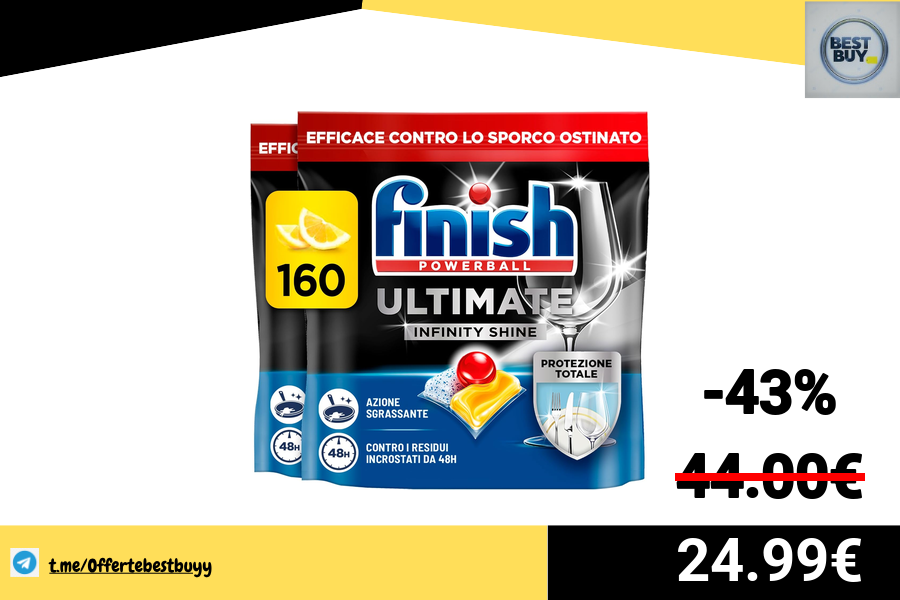 BEST
BUY
EFFIC
EFFICACE CONTRO LO SPORCO OSTINATO
160
finish
POWERBALL
ULTIMATE
INFINITY SHINE
PROTEZIONE
TOTALE
AZIONE
SGRASSANTE
48H
48H
CONTRO I RESIDUI
INCROSTATI DA 48H
-43%
44.00€
24.99€
t.me/Offertebestbuyy